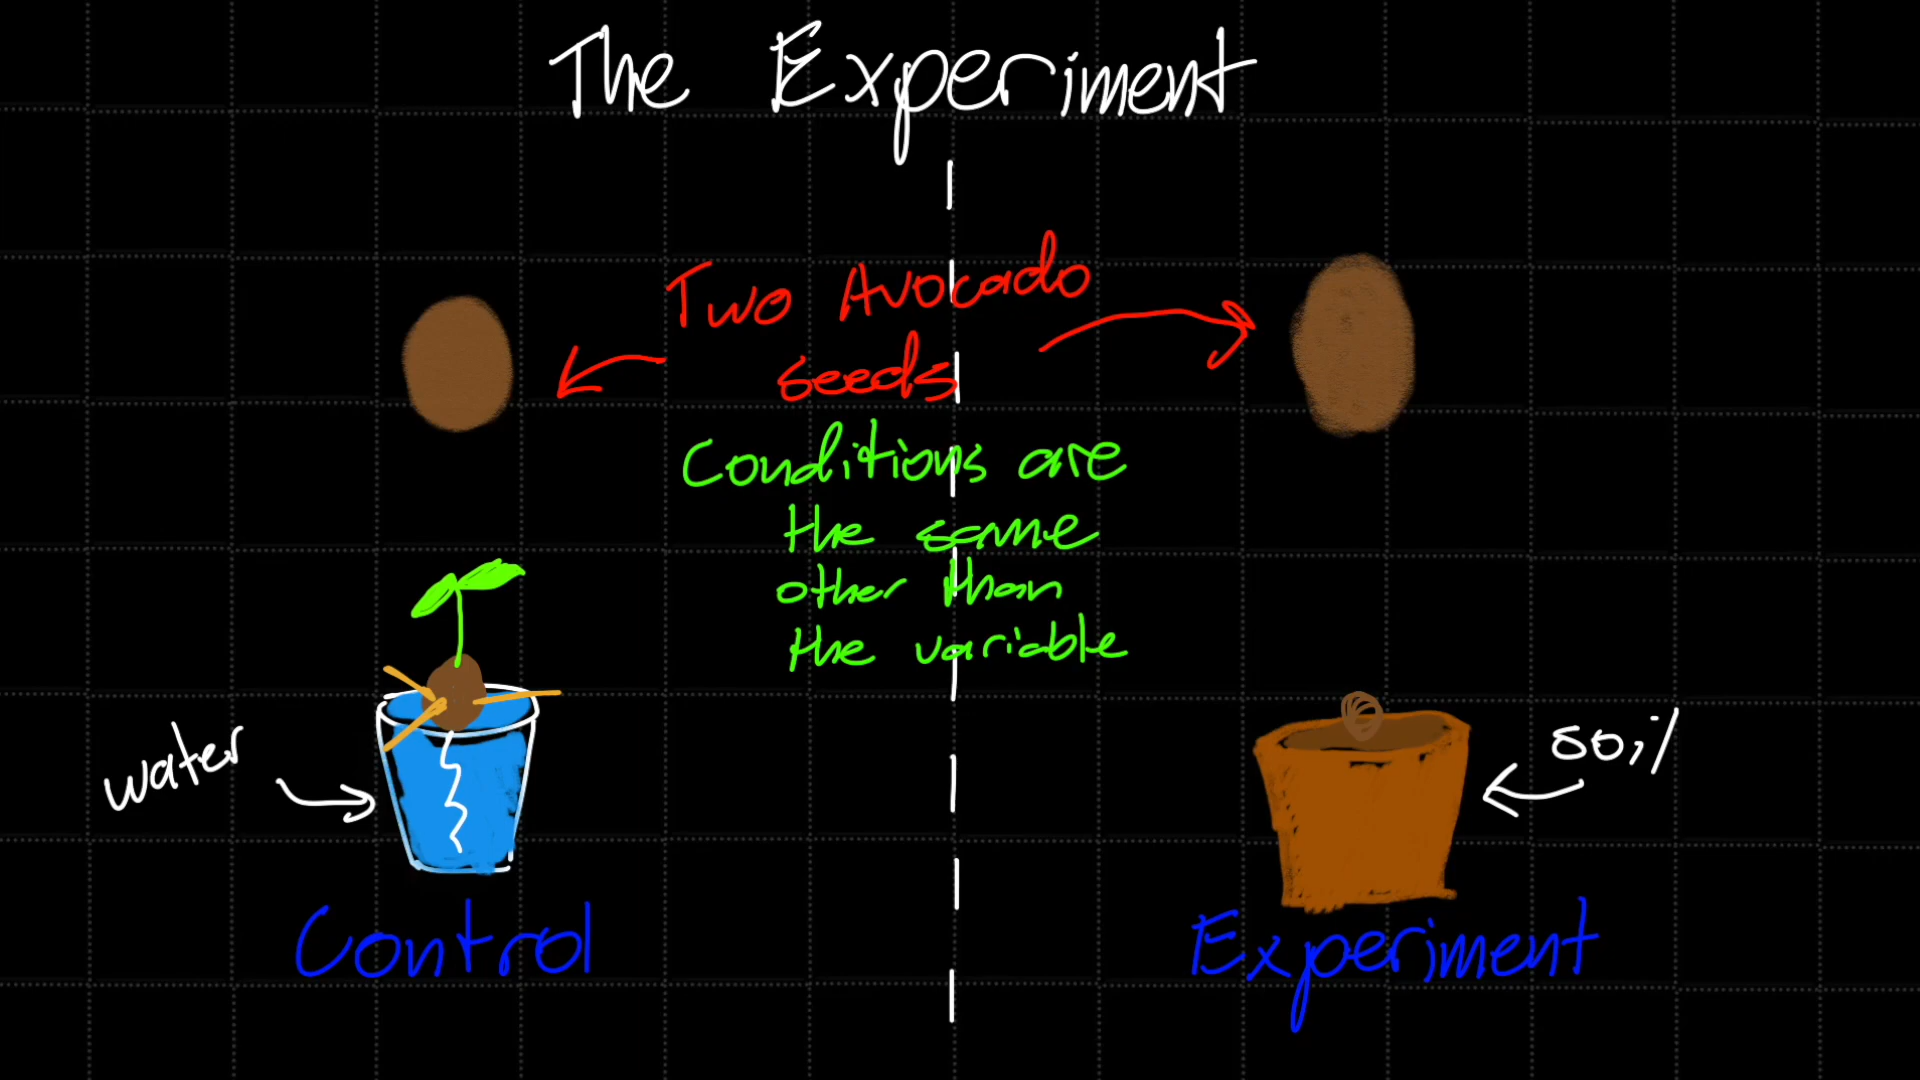 The Experiment
Two Avocado
seeds
Conditions are
the same
other than
the variable
water
soil
Control
Experiment